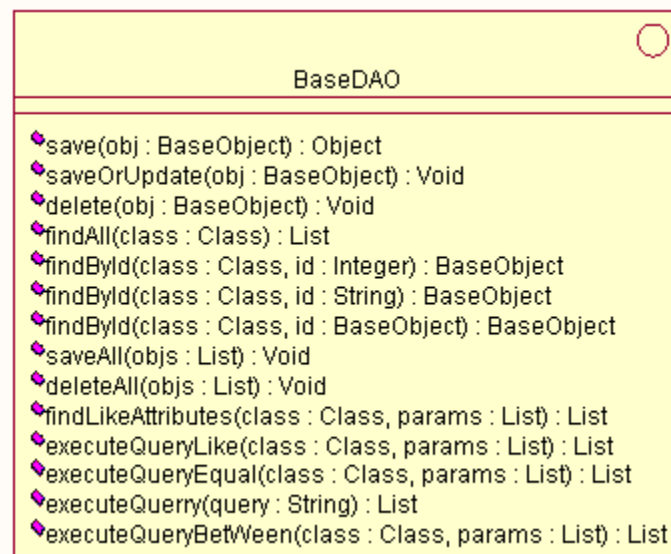 BaseDAO
save(obj : BaseObject) : Object
saveOrUpdate(obj : BaseObject) : Void
delete(obj : BaseObject) : Void
findAll(class : Class) : List
findById(class : Class, id : Integer) : BaseObject
findById(class : Class, id : String) : BaseObject
findById(class : Class, id : BaseObject) : BaseObject
saveAll(objs : List) : Void
deleteAll(objs : List) : Void
findLikeAttributes(class : Class, params : List) : List
executeQueryLike(class : Class, params : List) : List
executeQueryEqual(class : Class, params : List) : List
executeQuerry(query : String) : List
executeQueryBetWeen(class : Class, params : List) : List